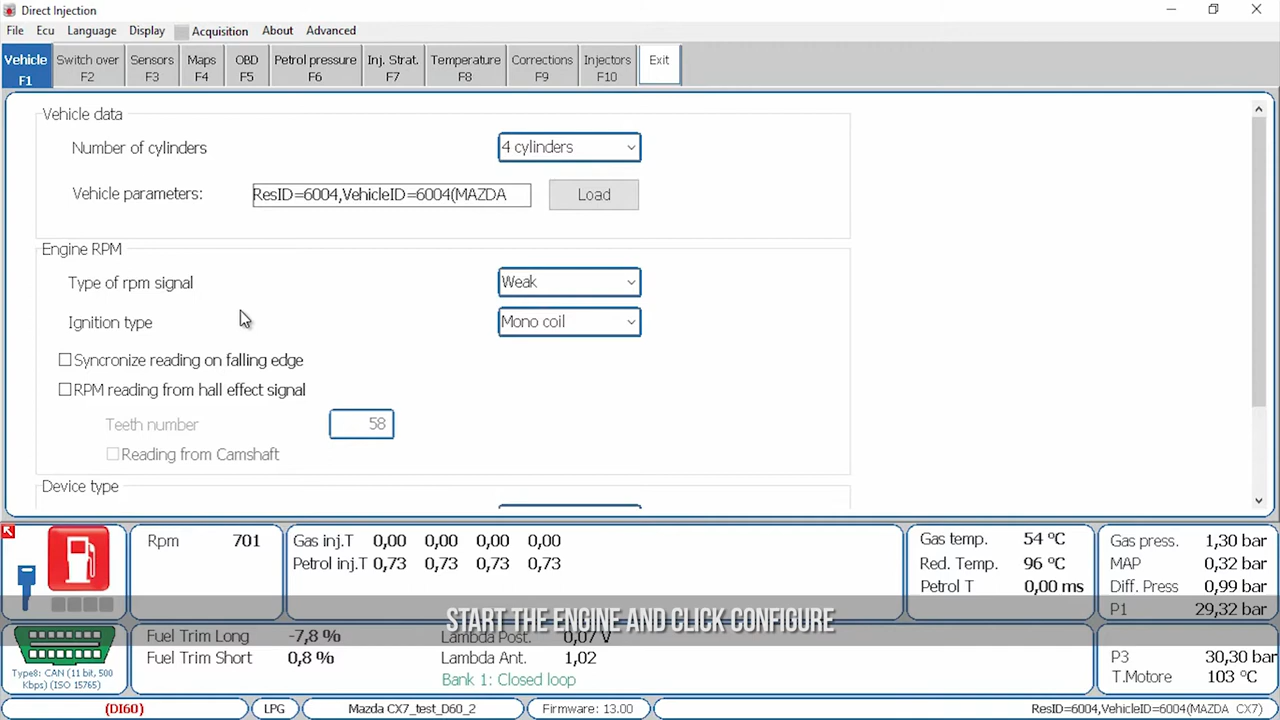 Direct Injection
File Ecu Language Display Acquisition About Advanced
Vehicle F1
Switch over F2
Sensors F3
Maps F4
OBD F5
Petrol pressure F6
Inj. Strat. F7
Temperature F8
Corrections F9
Injectors F10
Exit
Vehicle data
Number of cylinders 4 cylinders
Vehicle parameters: ResID=6004,VehicleID=6004(MAZDA Load
Engine RPM
Type of rpm signal Weak
Ignition type Mono coil
Syncronize reading on falling edge
RPM reading from hall effect signal
Teeth number 58
Reading from Camshaft
Device type
Rpm 701
Gas inj.T 0,00 0,00 0,00 0,00
Petrol inj.T 0,73 0,73 0,73 0,73
Gas temp. 54 °C
Red. Temp. 96 °C
Petrol T 0,00 ms
Gas press. 1,30 bar
MAP 0,32 bar
Diff. Press 0,99 bar
P1 29,32 bar
START THE ENGINE AND CLICK CONFIGURE
Type8: CAN (11 bit, 500
Kbps) (ISO 15765)
Fuel Trim Long -7,8 %
Fuel Trim Short 0,8 %
Lambda Post. 0,07 V
Lambda Ant. 1,02
Bank 1: Closed loop
P3 30,30 bar
T.Motore 103 °C
(DI60) LPG Mazda CX7_test_D60_2 Firmware: 13.00 ResID=6004,VehicleID=6004(MAZDA CX7)